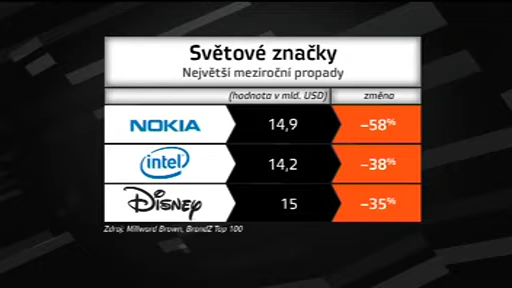 Světové značky
Největší meziroční propady
(hodnota v mld. USD) změna
NOKIA 14,9 –58%
intel 14,2 –38%
Disney 15 –35%
Zdroj: Millward Brown, BrandZ Top 100